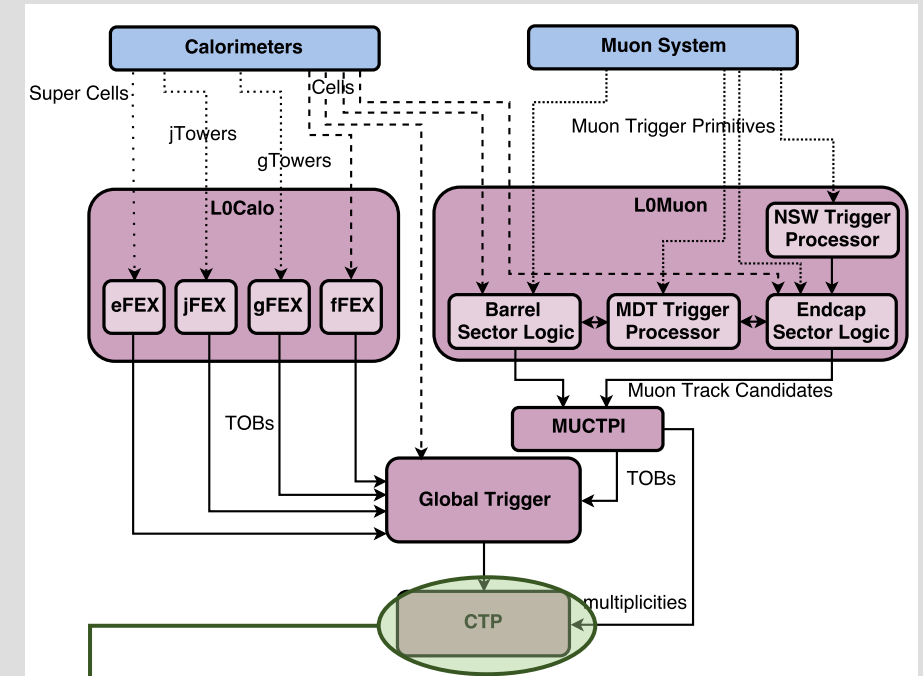 Calorimeters
Muon System
Super Cells
Cells
jTowers
Muon Trigger Primitives
gTowers
L0Calo
L0Muon
NSW Trigger
Processor
eFEX
jFEX
gFEX
fFEX
Barrel
Sector Logic
MDT Trigger
Processor
Endcap
Sector Logic
Muon Track Candidates
TOBs
MUCTPI
TOBs
Global Trigger
multiplicities
CTP